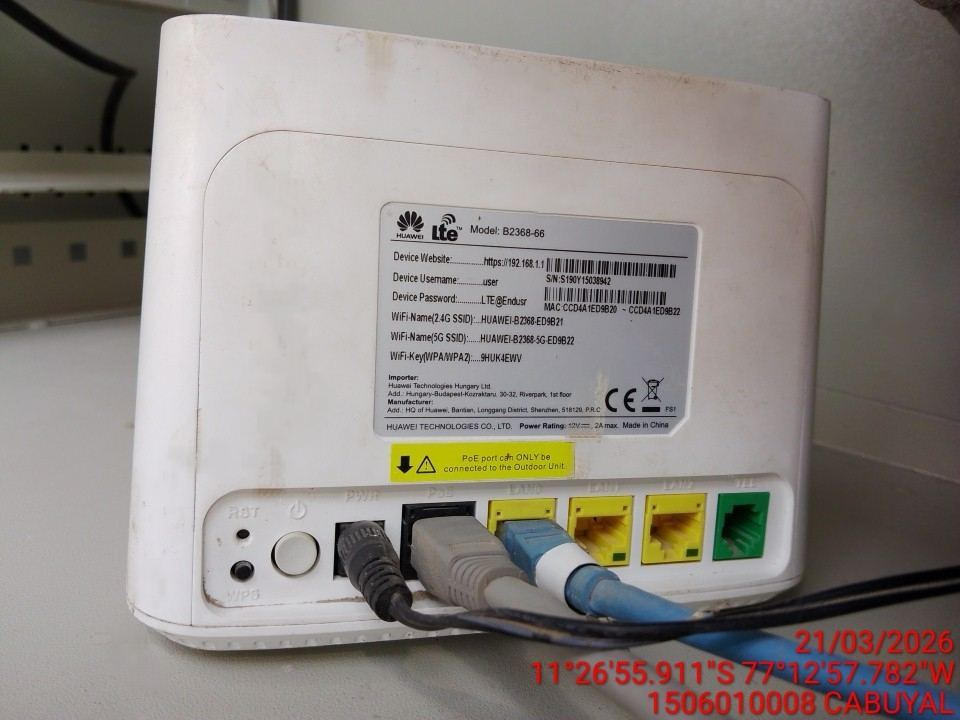 HUAWEI Lte™ Model: B2368-66
Device Website:...............https://192.168.1.1
S/N:S190Y15038942
Device Username:..........user
Device Password:..........LTE@Endusr
MAC:CCD4A1ED9B20 ~ CCD4A1ED9B22
WiFi-Name(2.4G SSID):...HUAWEI-B2368-ED9B21
WiFi-Name(5G SSID):....HUAWEI-B2368-5G-ED9B22
WiFi-Key(WPA/WPA2):....9HUK4EWV
Importer:
Huawei Technologies Hungary Ltd.
Add.: Hungary-Budapest-Kozraktaru. 30-32, Riverpark, 1st floor
Manufacturer:
Add.: HQ of Huawei, Bantian, Longgang District, Shenzhen, 518129, P.R.C
CE FS1
HUAWEI TECHNOLOGIES CO., LTD. Power Rating: 12V⎓, 2A max. Made in China
PoE port can ONLY be
connected to the Outdoor Unit.
RST PWR PoE LAN3 LAN1 LAN2 TEL
WPS
21/03/2026
11°26'55.911"S 77°12'57.782"W
1506010008 CABUYAL